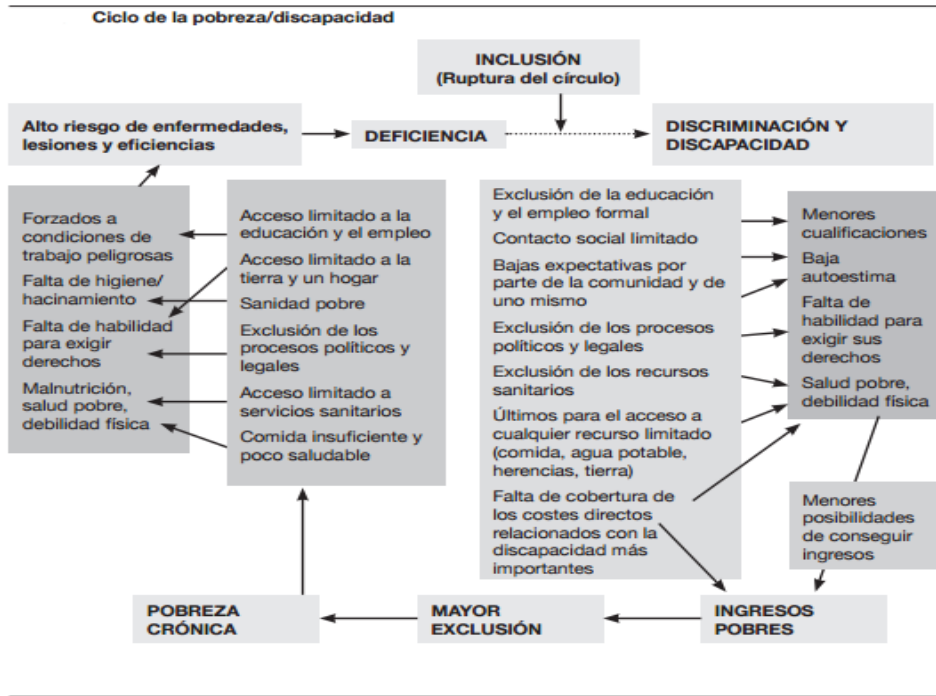 Ciclo de la pobreza/discapacidad
INCLUSIÓN
(Ruptura del círculo)
Alto riesgo de enfermedades,
lesiones y eficiencias
DEFICIENCIA
DISCRIMINACIÓN Y
DISCAPACIDAD
Forzados a
condiciones de
trabajo peligrosas
Falta de higiene/
hacinamiento
Falta de habilidad
para exigir
derechos
Malnutrición,
salud pobre,
debilidad física
Acceso limitado a la
educación y el empleo
Acceso limitado a la
tierra y un hogar
Sanidad pobre
Exclusión de los
procesos políticos y
legales
Acceso limitado a
servicios sanitarios
Comida insuficiente y
poco saludable
Exclusión de la educación
y el empleo formal
Contacto social limitado
Bajas expectativas por
parte de la comunidad y de
uno mismo
Exclusión de los procesos
políticos y legales
Exclusión de los recursos
sanitarios
Últimos para el acceso a
cualquier recurso limitado
(comida, agua potable,
herencias, tierra)
Falta de cobertura de
los costes directos
relacionados con la
discapacidad más
importantes
Menores
cualificaciones
Baja
autoestima
Falta de
habilidad para
exigir sus
derechos
Salud pobre,
debilidad física
Menores
posibilidades
de conseguir
ingresos
POBREZA
CRÓNICA
MAYOR
EXCLUSIÓN
INGRESOS
POBRES